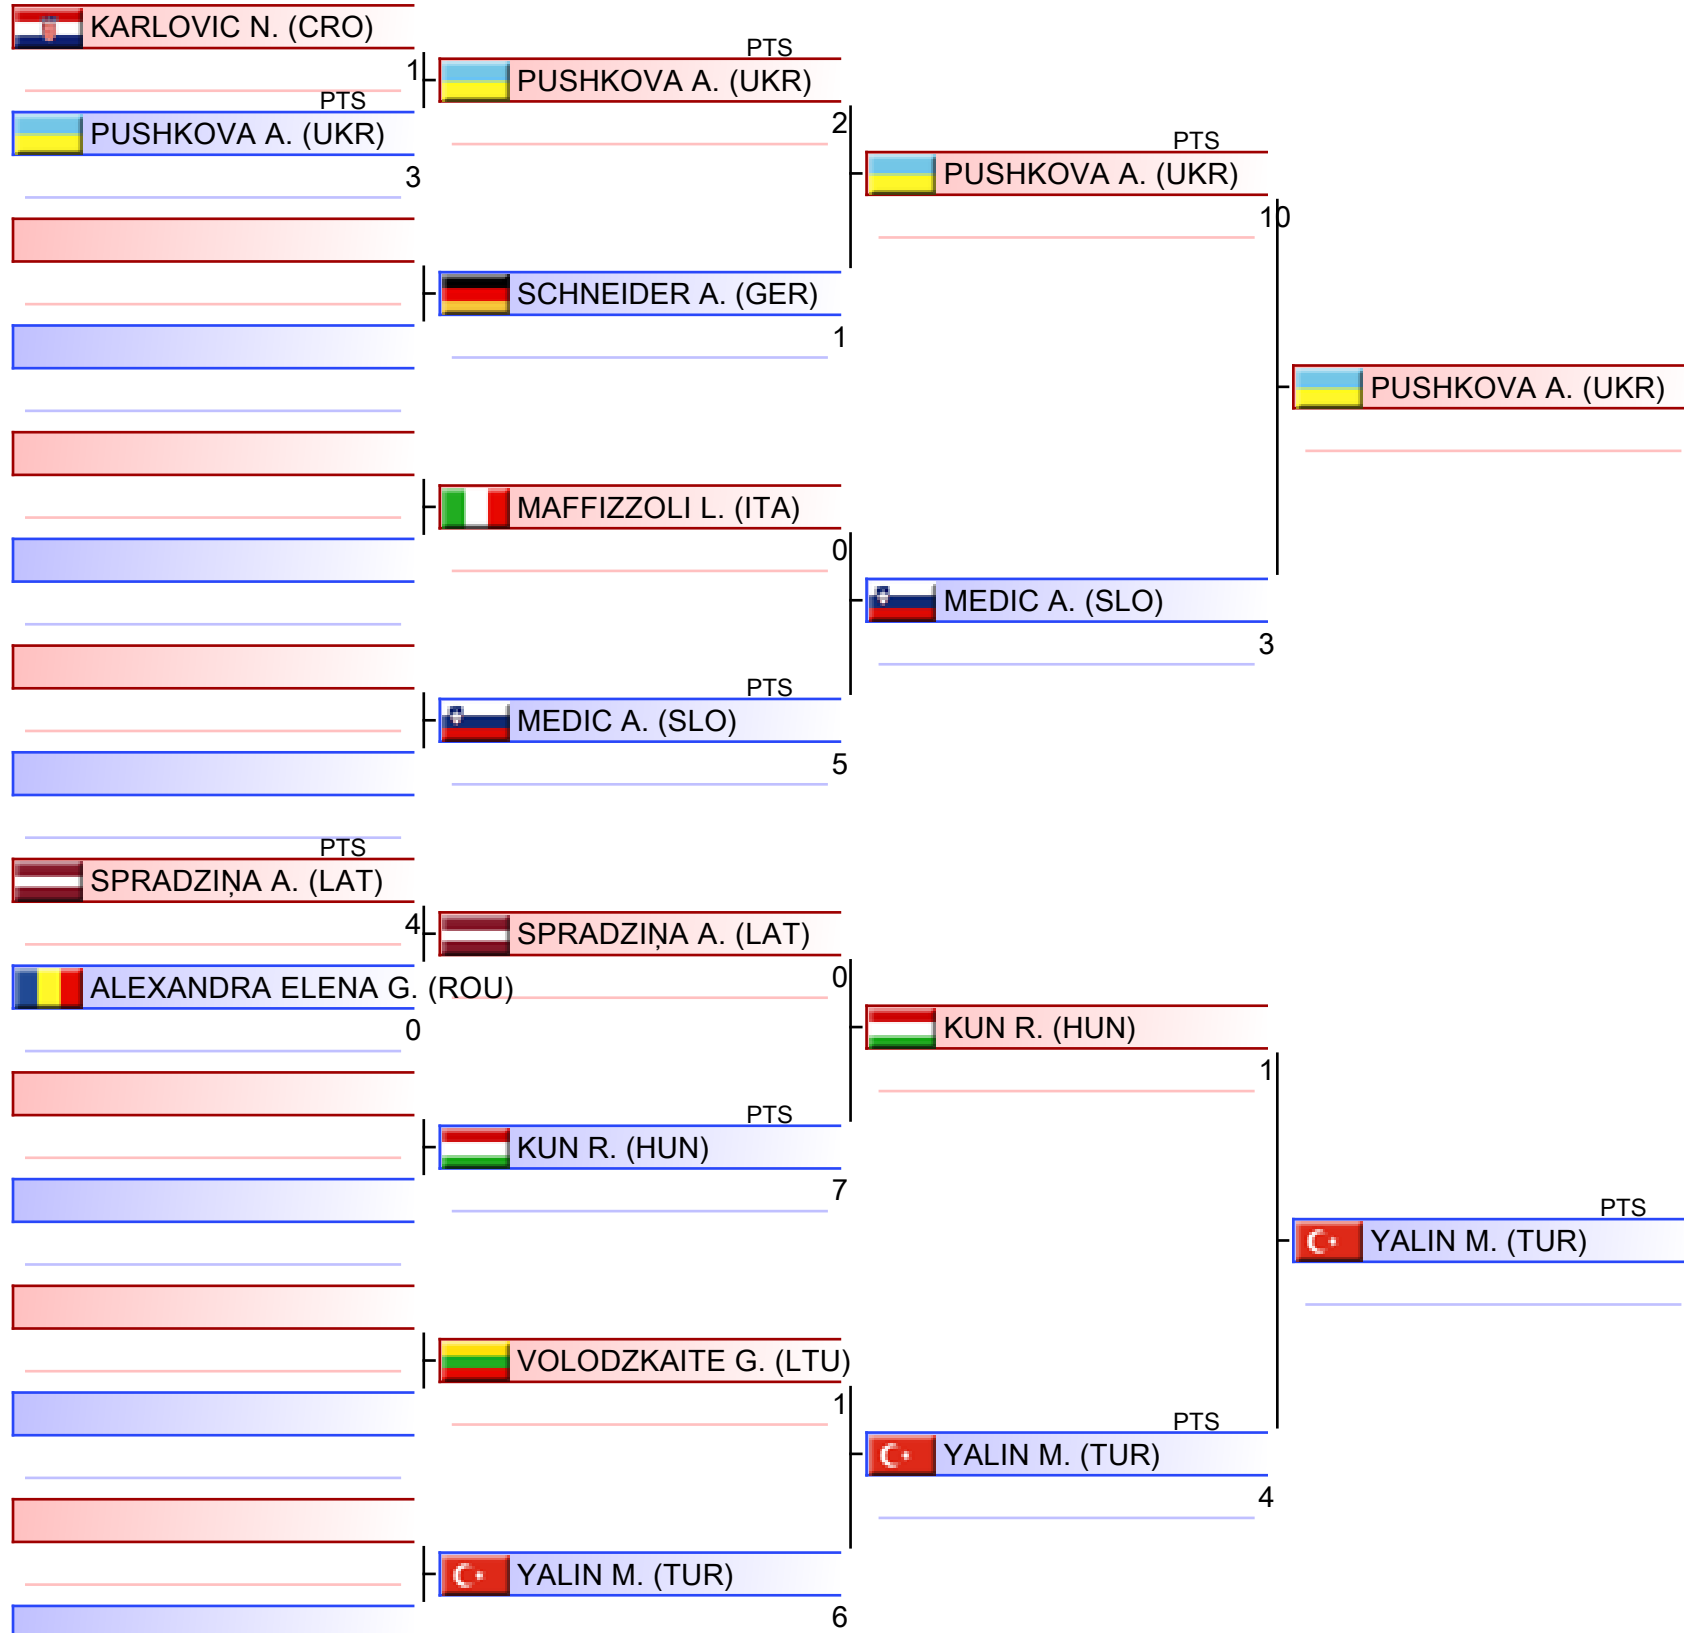 KARLOVIC N. (CRO)
1
PTS
PUSHKOVA A. (UKR)
3
PTS
PUSHKOVA A. (UKR)
2
SCHNEIDER A. (GER)
1
PTS
PUSHKOVA A. (UKR)
10
PUSHKOVA A. (UKR)
MAFFIZZOLI L. (ITA)
0
MEDIC A. (SLO)
3
PTS
MEDIC A. (SLO)
5
PTS
SPRADZIŅA A. (LAT)
4
SPRADZIŅA A. (LAT)
0
ALEXANDRA ELENA G. (ROU)
0
KUN R. (HUN)
1
PTS
KUN R. (HUN)
7
PTS
YALIN M. (TUR)
VOLODZKAITE G. (LTU)
1
PTS
YALIN M. (TUR)
4
YALIN M. (TUR)
6